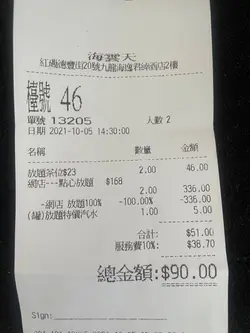 海雲天
紅磡德豐街20號九龍海逸君綽酒店2樓
檯號 46
單號 13205 人數 2
日期 2021-10-05 14:30:00
名稱 數量 金額
放題茶位$23 2.00 46.00
網店---點心放題 $168
2.00 336.00
-網店 放題100% -100.00% -336.00
(罐)放題特價汽水 1.00 5.00
合計: $51.00
服務費10%: $38.70
總金額:$90.00
Sign: